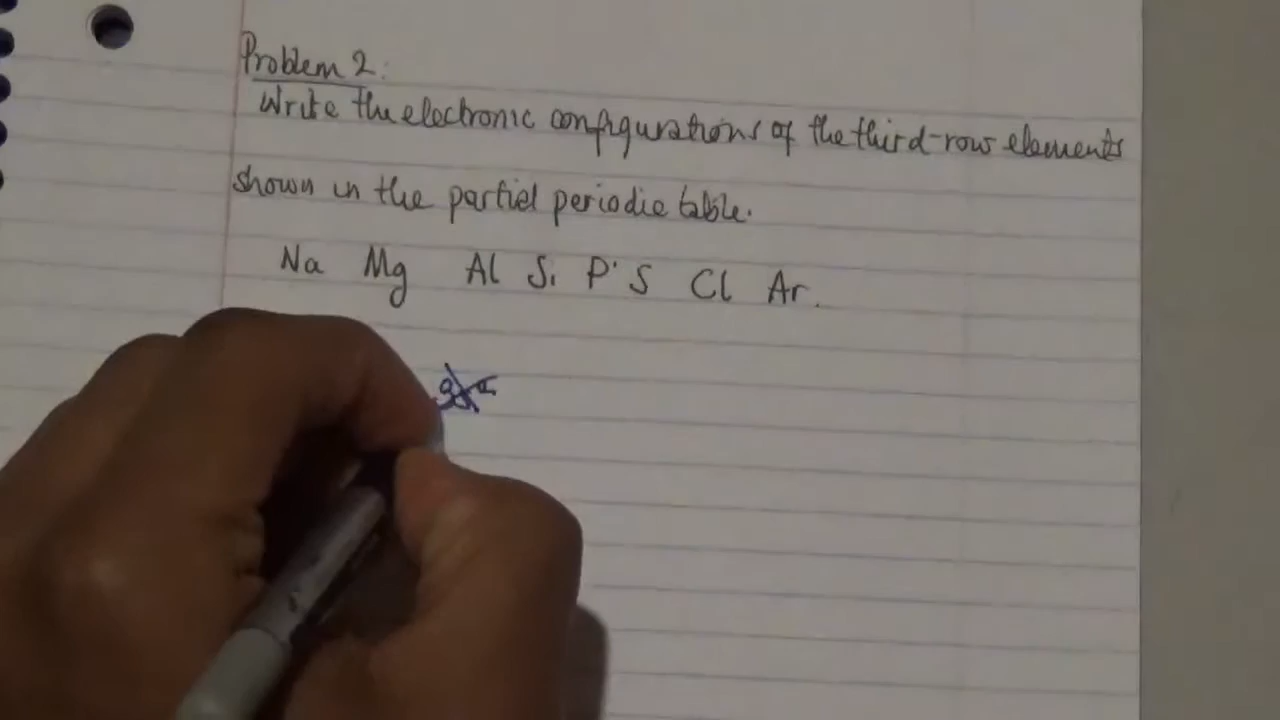 Problem 2:
Write the electronic configurations of the third-row elements
shown in the partial periodic table.
Na Mg Al Si P S Cl Ar.